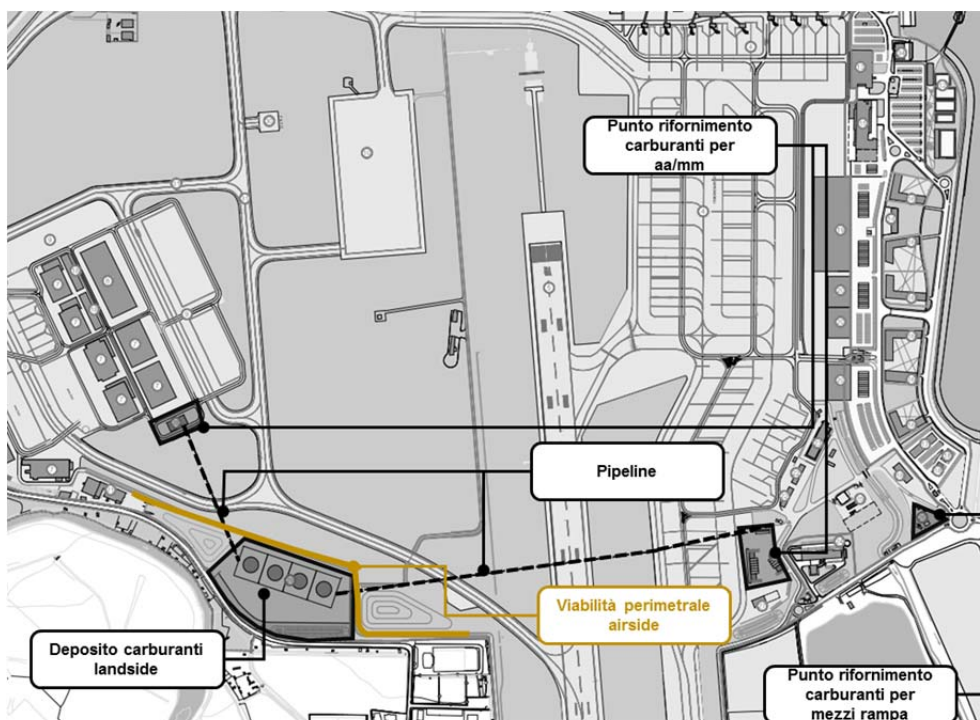 Punto rifornimento
carburanti per
aa/mm
Pipeline
Viabilità perimetrale
airside
Deposito carburanti
landside
Punto rifornimento
carburanti per
mezzi rampa